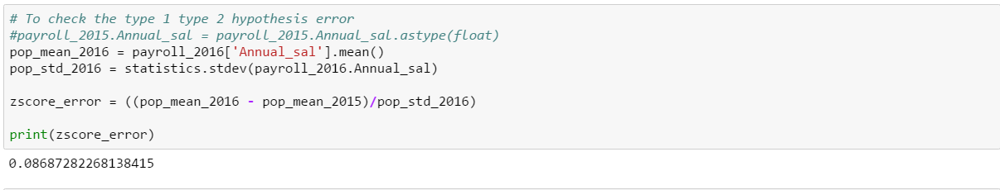 # To check the type 1 type 2 hypothesis error
#payroll_2015.Annual_sal = payroll_2015.Annual_sal.astype(float)
pop_mean_2016 = payroll_2016['Annual_sal'].mean()
pop_std_2016 = statistics.stdev(payroll_2016.Annual_sal)
zscore_error = ((pop_mean_2016 - pop_mean_2015)/pop_std_2016)
print(zscore_error)
0.08687282268138415